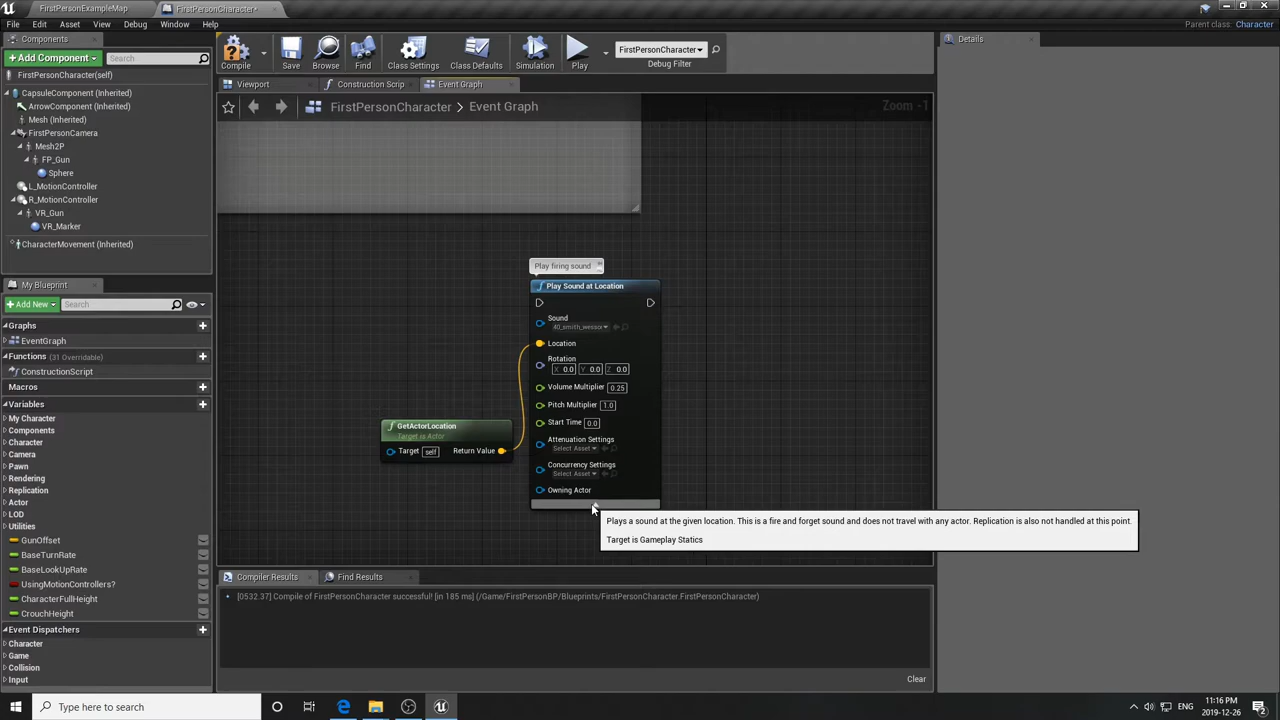 FirstPersonExampleMap
FirstPersonCharacter*
File Edit Asset View Debug Window Help
Parent class: Character
Components
Details
+ Add Component
Search
Compile
Save
Browse
Find
Class Settings
Class Defaults
Simulation
Play
FirstPersonCharacter
Debug Filter
FirstPersonCharacter(self)
Viewport
Construction Scrip
Event Graph
CapsuleComponent (Inherited)
ArrowComponent (Inherited)
Mesh (Inherited)
FirstPersonCamera
Mesh2P
FP_Gun
Sphere
L_MotionController
R_MotionController
VR_Gun
VR_Marker
CharacterMovement (Inherited)
FirstPersonCharacter > Event Graph
Zoom -1
My Blueprint
+ Add New
Search
Graphs
EventGraph
Functions (31 Overridable)
ConstructionScript
Macros
Variables
My Character
Components
Character
Camera
Pawn
Rendering
Replication
Actor
LOD
Utilities
GunOffset
BaseTurnRate
BaseLookUpRate
UsingMotionControllers?
CharacterFullHeight
CrouchHeight
Event Dispatchers
Character
Game
Collision
Input
Play firing sound
Play Sound at Location
Sound
40_smith_wessor
Location
Rotation
X 0.0 Y 0.0 Z 0.0
Volume Multiplier 0.25
Pitch Multiplier 1.0
Start Time 0.0
Attenuation Settings
Select Asset
Concurrency Settings
Select Asset
Owning Actor
GetActorLocation
Target is Actor
Target self Return Value
Plays a sound at the given location. This is a fire and forget sound and does not travel with any actor. Replication is also not handled at this point.
Target is Gameplay Statics
Compiler Results
Find Results
[0532.37] Compile of FirstPersonCharacter successful! [in 185 ms] (/Game/FirstPersonBP/Blueprints/FirstPersonCharacter.FirstPersonCharacter)
Clear
Type here to search
ENG
11:16 PM
2019-12-26
2